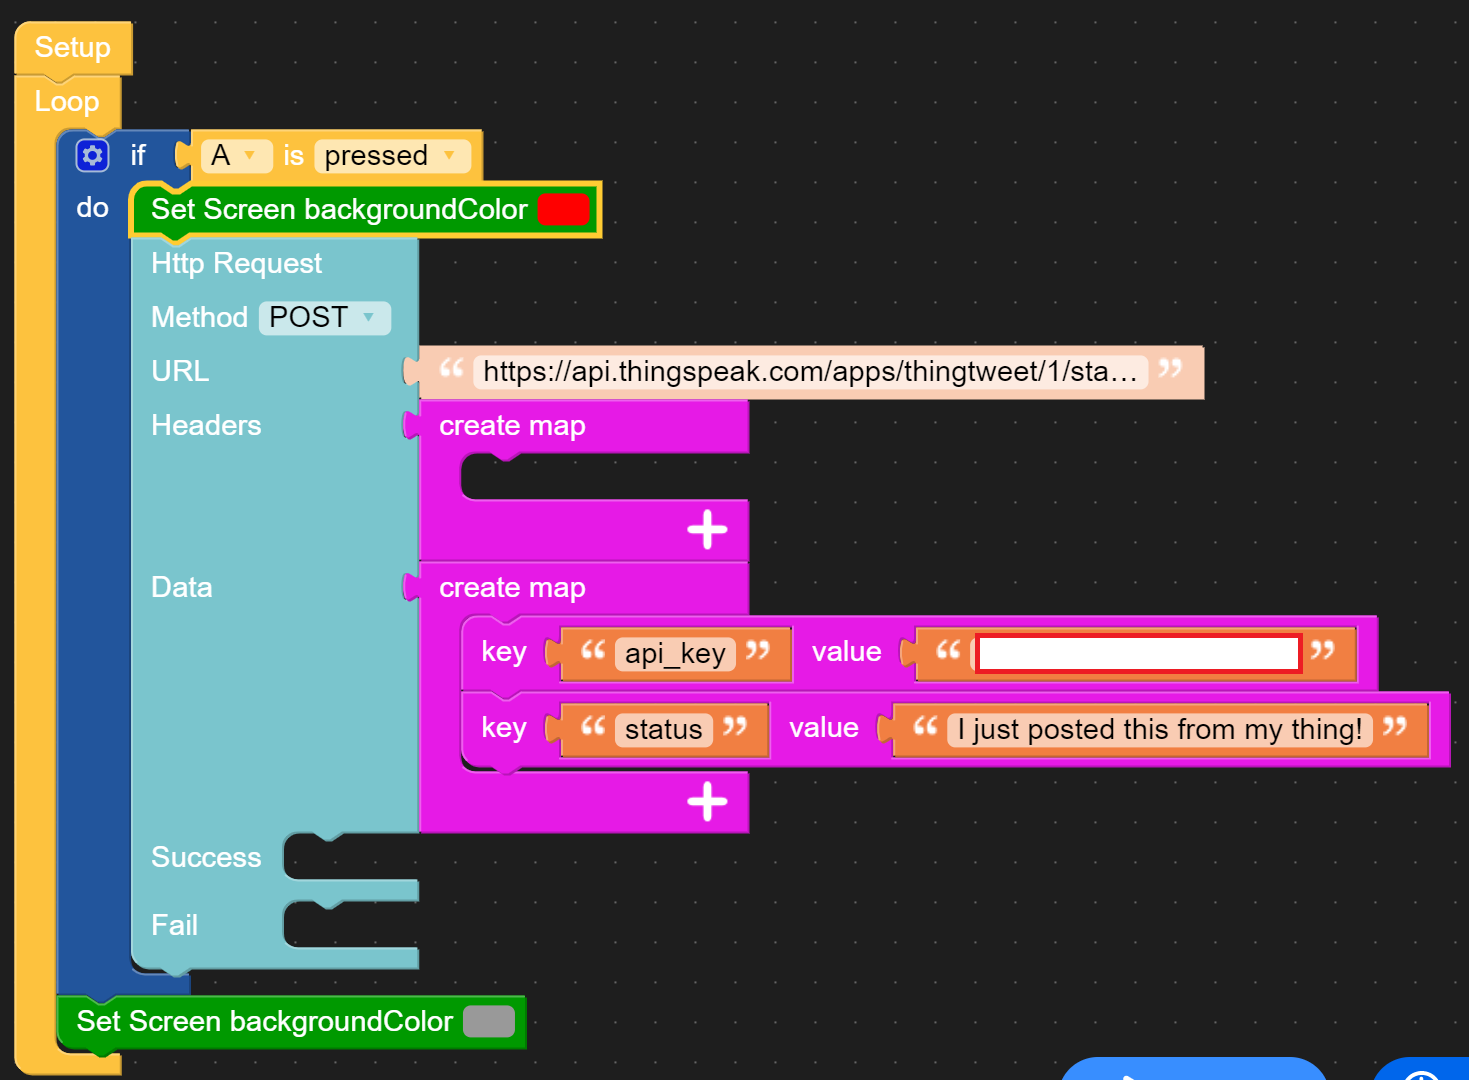 Setup
Loop
if A is pressed
do Set Screen backgroundColor
Http Request
Method POST
URL “ https://api.thingspeak.com/apps/thingtweet/1/sta… ”
Headers create map
+
Data create map
key “ api_key ” value “ ”
key “ status ” value “ I just posted this from my thing! ”
+
Success
Fail
Set Screen backgroundColor